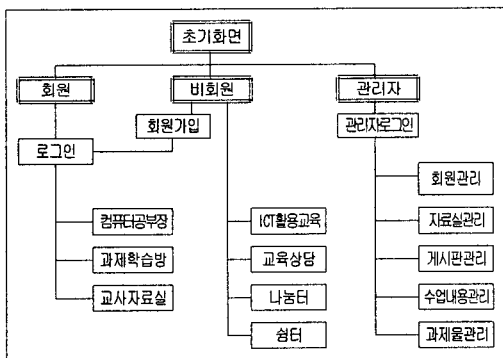 초기화면
회원
비회원
관리자
회원가입
관리자로그인
로그인
회원관리
컴퓨터공부장
ICT활용교육
자료실관리
과제학습방
교육상담
게시판관리
교사자료실
나눔터
수업내용관리
쉼터
과제물관리